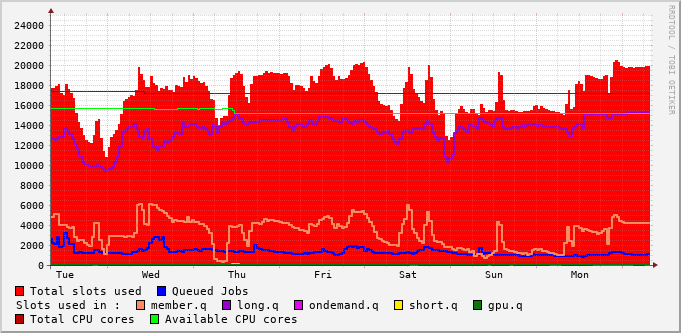 RRDTOOL / TOBI OETIKER
24000
22000
20000
18000
16000
14000
12000
10000
8000
6000
4000
2000
0
Tue Wed Thu Fri Sat Sun Mon
Total slots used Queued Jobs
Slots used in : member.q long.q ondemand.q short.q gpu.q
Total CPU cores Available CPU cores